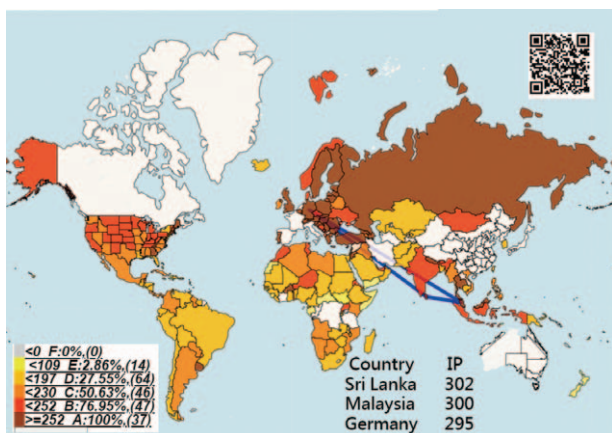 <0 F:0%,(0)
<109 E:2.86%,(14)
<197 D:27.55%,(64)
<230 C:50.63%,(46)
<252 B:76.95%,(47)
>=252 A:100%,(37)
Country IP
Sri Lanka 302
Malaysia 300
Germany 295